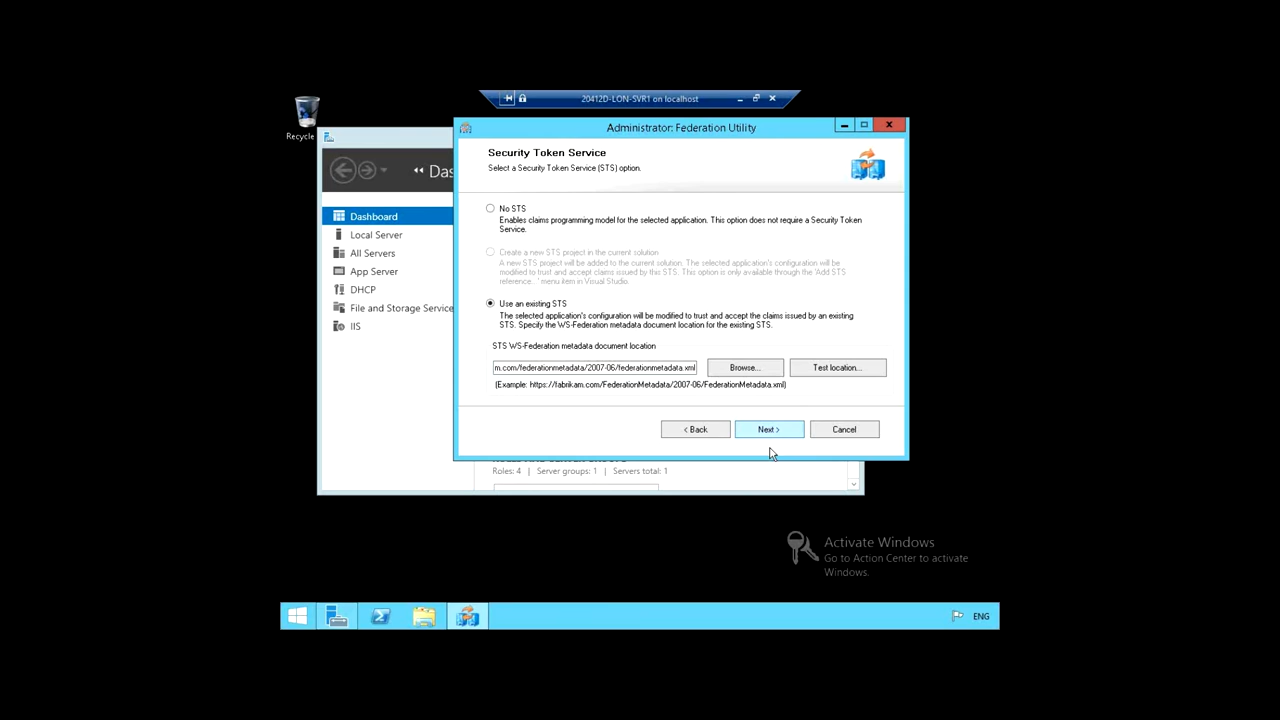 20412D-LON-SVR1 on localhost
Recycle
Administrator: Federation Utility
Security Token Service
Select a Security Token Service (STS) option.
Das
Dashboard
Local Server
All Servers
App Server
DHCP
File and Storage Service
IIS
No STS
Enables claims programming model for the selected application. This option does not require a Security Token
Service.
Create a new STS project in the current solution
A new STS project will be added to the current solution. The selected application's configuration will be
modified to trust and accept claims issued by this STS. This option is only available through the 'Add STS
reference...' menu item in Visual Studio.
Use an existing STS
The selected application's configuration will be modified to trust and accept the claims issued by an existing
STS. Specify the WS-Federation metadata document location for the existing STS.
STS WS-Federation metadata document location
m.com/federationmetadata/2007-06/federationmetadata.xml
Browse...
Test location...
(Example: https://fabrikam.com/FederationMetadata/2007-06/FederationMetadata.xml)
< Back
Next >
Cancel
Roles: 4 | Server groups: 1 | Servers total: 1
Activate Windows
Go to Action Center to activate
Windows.
ENG